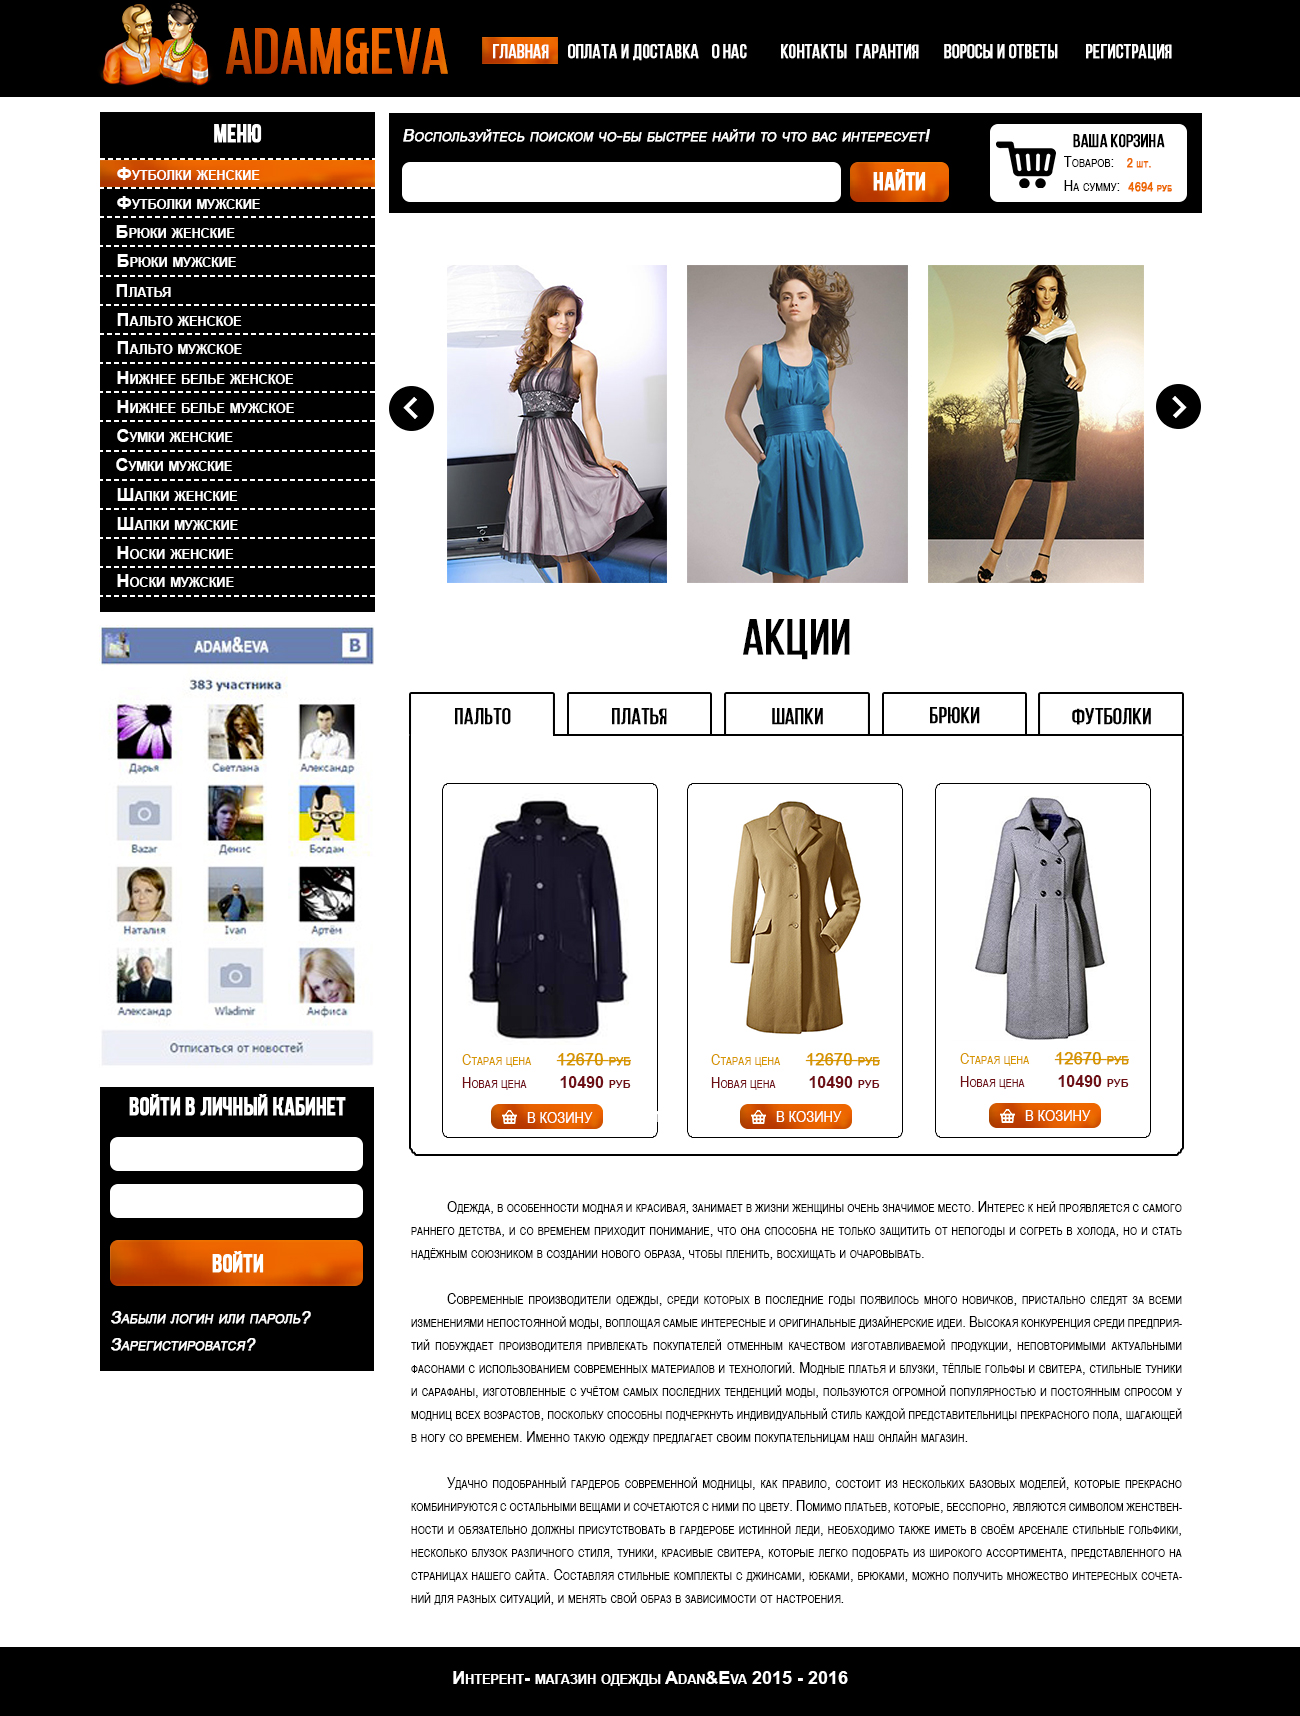 ADAM&EVA
ГЛАВНАЯ ОПЛАТА И ДОСТАВКА О НАС КОНТАКТЫ ГАРАНТИЯ ВОРОСЫ И ОТВЕТЫ РЕГИСТРАЦИЯ
МЕНЮ
Футболки женские
Футболки мужские
Брюки женские
Брюки мужские
Платья
Пальто женское
Пальто мужское
Нижнее белье женское
Нижнее белье мужское
Сумки женские
Сумки мужские
Шапки женские
Шапки мужские
Носки женские
Носки мужские
Воспользуйтесь поиском чо-бы быстрее найти то что вас интересует!
НАЙТИ
ВАША КОРЗИНА
Товаров: 2 шт.
На сумму: 4694 руб
АКЦИИ
ПАЛЬТО ПЛАТЬЯ ШАПКИ БРЮКИ ФУТБОЛКИ
Старая цена 12670 руб
Новая цена 10490 руб
В КОЗИНУ
Старая цена 12670 руб
Новая цена 10490 руб
В КОЗИНУ
Старая цена 12670 руб
Новая цена 10490 руб
В КОЗИНУ
ADAM&EVA B
383 участника
Дарья Светлана Александр
Bazar Денис Богдан
Наталия Ivan Артём
Александр Wladimir Анфиса
Отписаться от новостей
ВОЙТИ В ЛИЧНЫЙ КАБИНЕТ
ВОЙТИ
Забыли логин или пароль?
Зарегистироватся?
Одежда, в особенности модная и красивая, занимает в жизни женщины очень значимое место. Интерес к ней проявляется с самого
раннего детства, и со временем приходит понимание, что она способна не только защитить от непогоды и согреть в холода, но и стать
надёжным союзником в создании нового образа, чтобы пленить, восхищать и очаровывать.
Современные производители одежды, среди которых в последние годы появилось много новичков, пристально следят за всеми
изменениями непостоянной моды, воплощая самые интересные и оригинальные дизайнерские идеи. Высокая конкуренция среди предприя-
тий побуждает производителя привлекать покупателей отменным качеством изготавливаемой продукции, неповторимыми актуальными
фасонами с использованием современных материалов и технологий. Модные платья и блузки, тёплые гольфы и свитера, стильные туники
и сарафаны, изготовленные с учётом самых последних тенденций моды, пользуются огромной популярностью и постоянным спросом у
модниц всех возрастов, поскольку способны подчеркнуть индивидуальный стиль каждой представительницы прекрасного пола, шагающей
в ногу со временем. Именно такую одежду предлагает своим покупательницам наш онлайн магазин.
Удачно подобранный гардероб современной модницы, как правило, состоит из нескольких базовых моделей, которые прекрасно
комбинируются с остальными вещами и сочетаются с ними по цвету. Помимо платьев, которые, бесспорно, являются символом женствен-
ности и обязательно должны присутствовать в гардеробе истинной леди, необходимо также иметь в своём арсенале стильные гольфики,
несколько блузок различного стиля, туники, красивые свитера, которые легко подобрать из широкого ассортимента, представленного на
страницах нашего сайта. Составляя стильные комплекты с джинсами, юбками, брюками, можно получить множество интересных сочета-
ний для разных ситуаций, и менять свой образ в зависимости от настроения.
Интерент- магазин одежды Adan&Eva 2015 - 2016